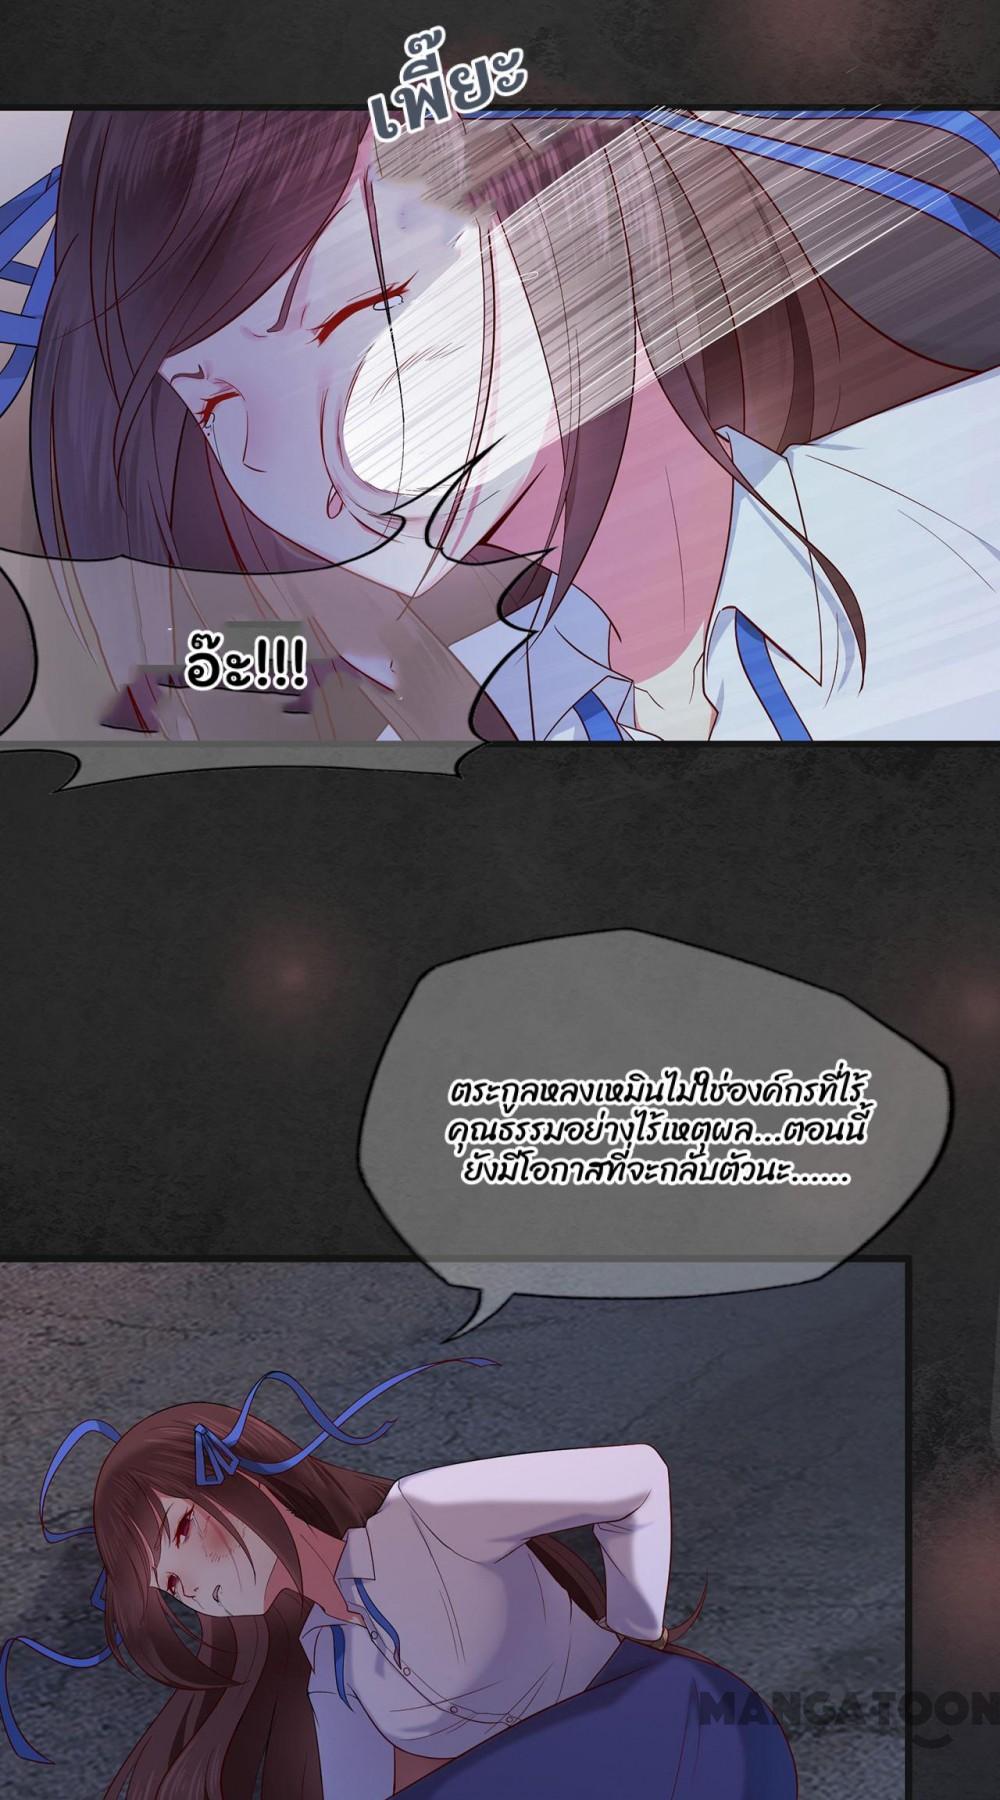 เพี๊ยะ
อ๊ะ!!!
ตระกูลหลงเหมินไม่ใช่องค์กรที่ไร้
คุณธรรมอย่างไร้เหตุผล...ตอนนี้
ยังมีโอกาสที่จะกลับตัวนะ......
MANGATOON